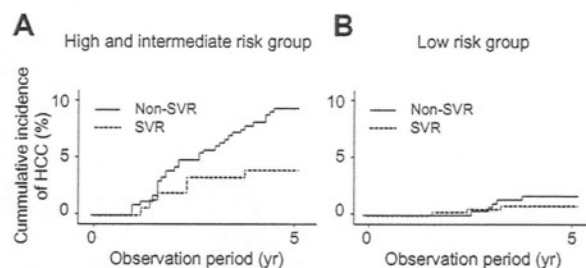 A
High and intermediate risk group
Cummulative incidence
of HCC (%)
10
5
0
Non-SVR
SVR
0
5
Observation period (yr)
B
Low risk group
10
5
0
Non-SVR
SVR
0
5
Observation period (yr)